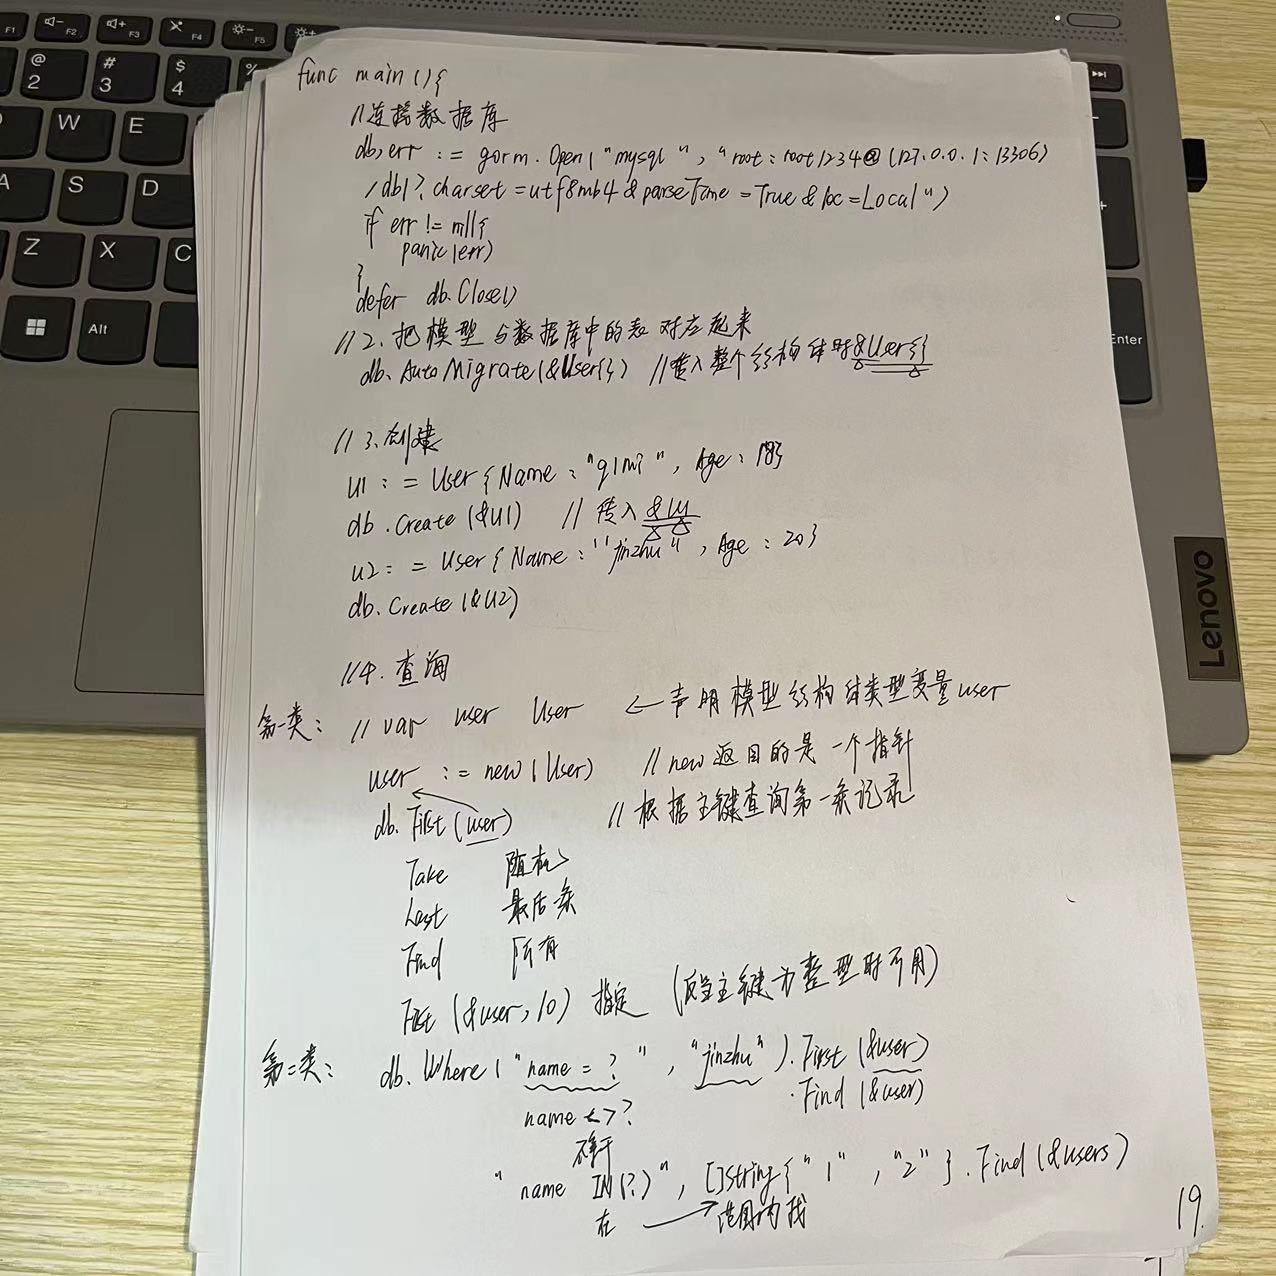 func main(){
//连接数据库
db,err := gorm.Open("mysql", "root:root1234@(127.0.0.1:13306)
/db1?charset=utf8mb4&parseTime=True&loc=Local")
if err != nil{
panic(err)
}
defer db.Close()
//2.把模型与数据库中的表对应起来
db.AutoMigrate(&User{}) //传入整个结构体时&User{}
//3.创建
u1 := User{Name:"qimi", Age:18}
db.Create(&u1) //传入&u1
u2 := User{Name:"jinzhu", Age:20}
db.Create(&u2)
//4.查询
第一类: // var user User ← 声明模型结构体类型变量user
user := new(User) //new返回的是一个指针
db.First(user) //根据主键查询第一条记录
Take 随机
Last 最后条
Find 所有
First (&user,10) 指定 (仅当主键为整型时可用)
第二类: db.Where("name = ?", "jinzhu").First(&user)
.Find(&user)
name <>?
不等于
"name IN(?)", []string{"1","2"}.Find(&users)
在 → 范围内找
19.
F1 F2 F3 F4 F5
@ 2 # 3 $ 4 %
W E
A S D
Z X C
Alt
Enter
Lenovo